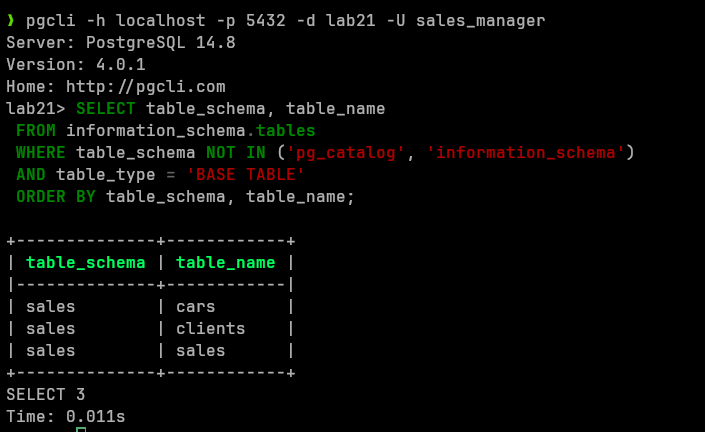 ❱ pgcli -h localhost -p 5432 -d lab21 -U sales_manager
Server: PostgreSQL 14.8
Version: 4.0.1
Home: http://pgcli.com
lab21> SELECT table_schema, table_name
 FROM information_schema.tables
 WHERE table_schema NOT IN ('pg_catalog', 'information_schema')
 AND table_type = 'BASE TABLE'
 ORDER BY table_schema, table_name;
+--------------+------------+
| table_schema | table_name |
|--------------+------------|
| sales        | cars       |
| sales        | clients    |
| sales        | sales      |
+--------------+------------+
SELECT 3
Time: 0.011s